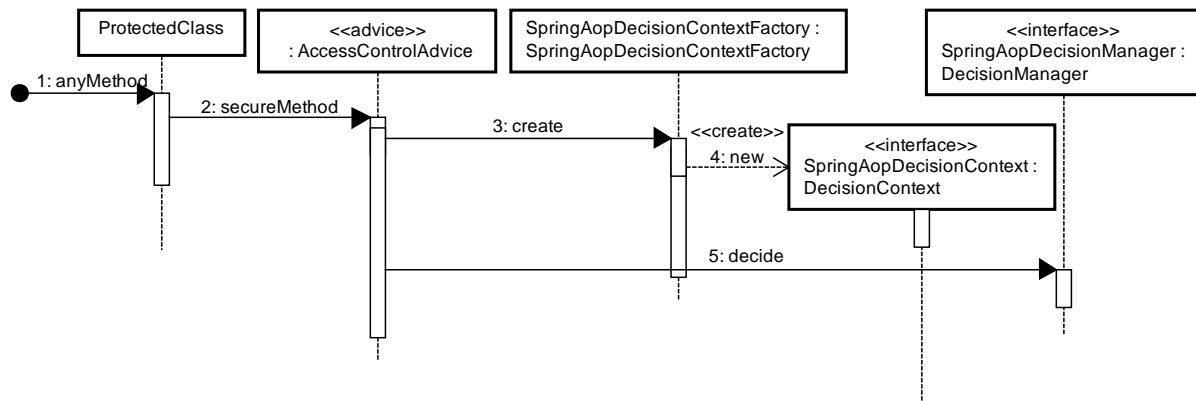 ProtectedClass
<<advice>>
: AccessControlAdvice
SpringAopDecisionContextFactory :
SpringAopDecisionContextFactory
<<interface>>
SpringAopDecisionManager :
DecisionManager
1: anyMethod
2: secureMethod
3: create
<<create>>
4: new
<<interface>>
SpringAopDecisionContext :
DecisionContext
5: decide